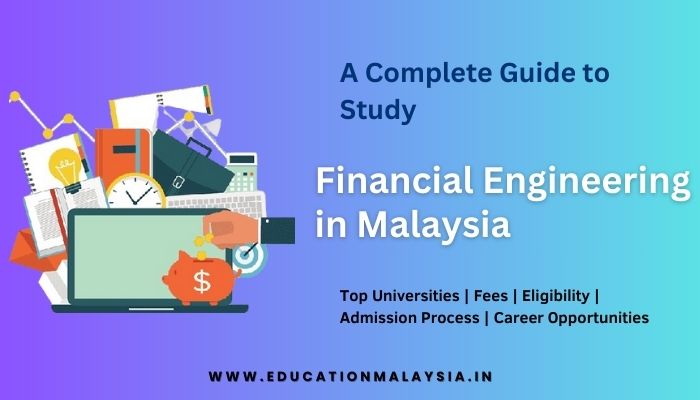 A Complete Guide to
Study
Financial Engineering
in Malaysia
Top Universities | Fees | Eligibility |
Admission Process | Career Opportunities
$
WWW.EDUCATIONMALAYSIA.IN